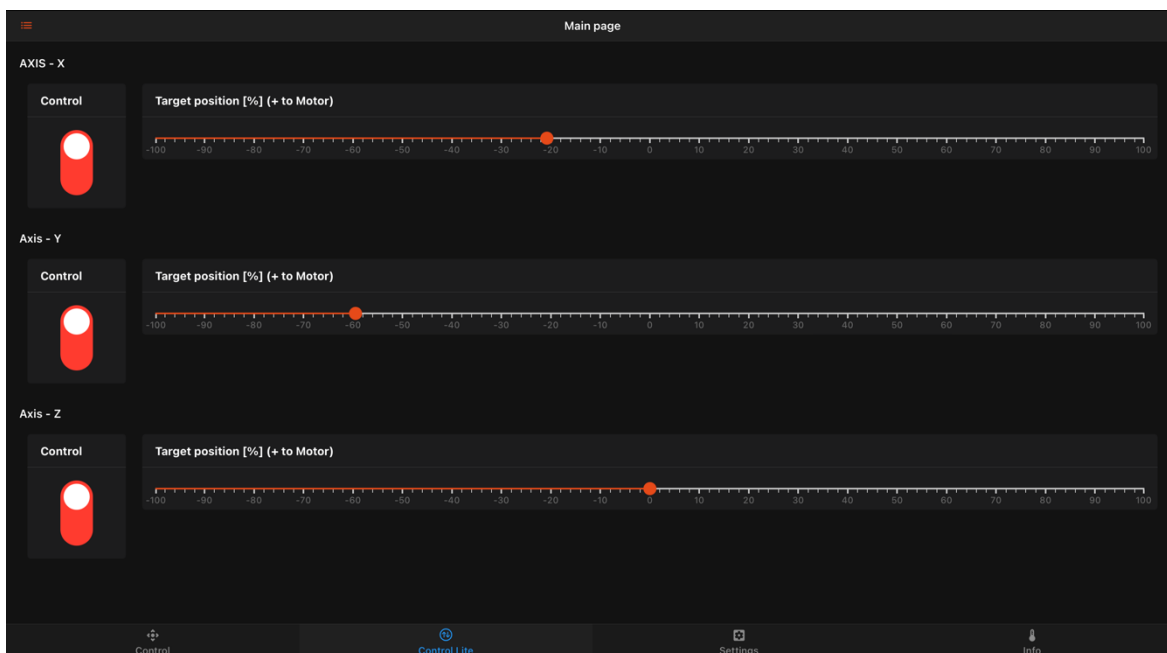 Main page
AXIS - X
Control
Target position [%] (+ to Motor)
-100 -90 -80 -70 -60 -50 -40 -30 -20 -10 0 10 20 30 40 50 60 70 80 90 100
Axis - Y
Control
Target position [%] (+ to Motor)
-100 -90 -80 -70 -60 -50 -40 -30 -20 -10 0 10 20 30 40 50 60 70 80 90 100
Axis - Z
Control
Target position [%] (+ to Motor)
-100 -90 -80 -70 -60 -50 -40 -30 -20 -10 0 10 20 30 40 50 60 70 80 90 100
Control Control Lite Settings Info